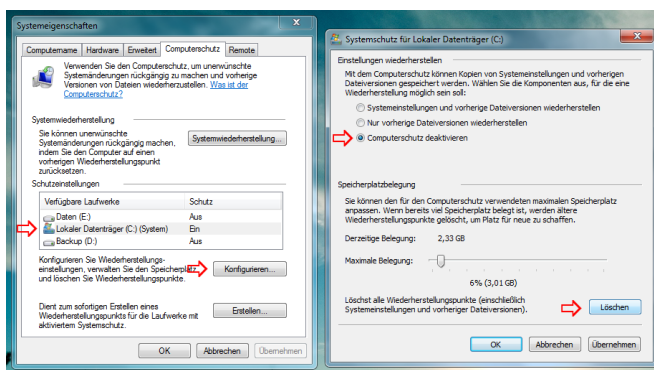 Systemeigenschaften
Computername Hardware Erweitert Computerschutz Remote
Verwenden Sie den Computerschutz, um unerwünschte
Systemänderungen rückgängig zu machen und vorherige
Versionen von Dateien wiederherzustellen. Was ist der
Computerschutz?
Systemwiederherstellung
Sie können unerwünschte
Systemänderungen rückgängig machen,
indem Sie den Computer auf einen
vorherigen Wiederherstellungspunkt
zurücksetzen.
Systemwiederherstellung...
Schutzeinstellungen
Verfügbare Laufwerke Schutz
Daten (E:) Aus
Lokaler Datenträger (C:) (System) Ein
Backup (D:) Aus
Konfigurieren Sie Wiederherstellungs-
einstellungen, verwalten Sie den Speicherplatz,
und löschen Sie Wiederherstellungspunkte.
Konfigurieren...
Dient zum sofortigen Erstellen eines
Wiederherstellungspunkts für die Laufwerke mit
aktiviertem Systemschutz.
Erstellen...
OK Abbrechen Übernehmen
Systemschutz für Lokaler Datenträger (C:)
Einstellungen wiederherstellen
Mit dem Computerschutz können Kopien von Systemeinstellungen und vorherigen
Dateiversionen gespeichert werden. Wählen Sie die Komponenten aus, für die eine
Wiederherstellung möglich sein soll:
Systemeinstellungen und vorherige Dateiversionen wiederherstellen
Nur vorherige Dateiversionen wiederherstellen
Computerschutz deaktivieren
Speicherplatzbelegung
Sie können den für den Computerschutz verwendeten maximalen Speicherplatz
anpassen. Wenn bereits viel Speicherplatz belegt ist, werden ältere
Wiederherstellungspunkte gelöscht, um Platz für neue zu schaffen.
Derzeitige Belegung: 2,33 GB
Maximale Belegung:
6% (3,01 GB)
Löschst alle Wiederherstellungspunkte (einschließlich
Systemeinstellungen und vorheriger Dateiversionen).
Löschen
OK Abbrechen Übernehmen